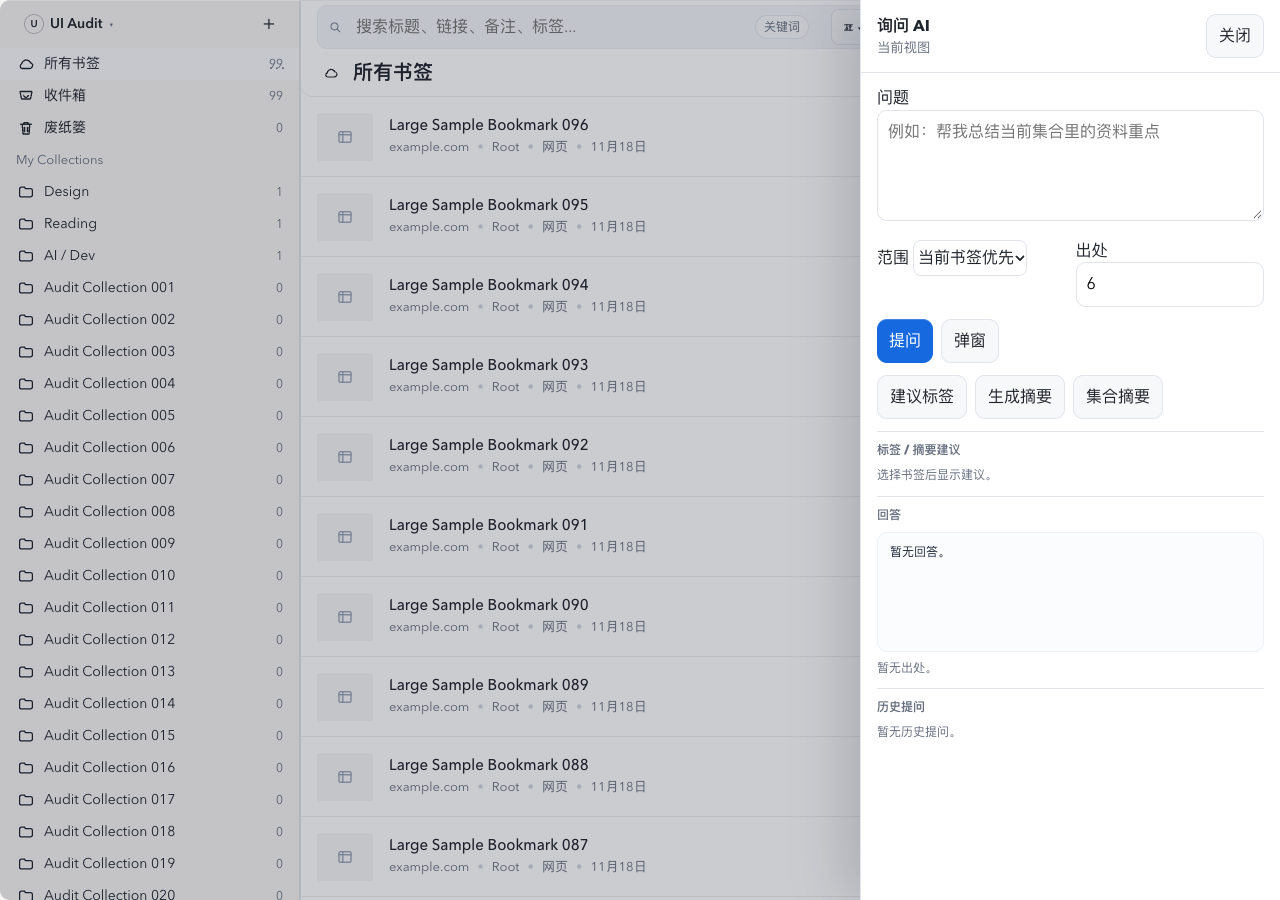 U UI Audit
所有书签 99.
收件箱 99
废纸篓 0
My Collections
Design 1
Reading 1
AI / Dev 1
Audit Collection 001 0
Audit Collection 002 0
Audit Collection 003 0
Audit Collection 004 0
Audit Collection 005 0
Audit Collection 006 0
Audit Collection 007 0
Audit Collection 008 0
Audit Collection 009 0
Audit Collection 010 0
Audit Collection 011 0
Audit Collection 012 0
Audit Collection 013 0
Audit Collection 014 0
Audit Collection 015 0
Audit Collection 016 0
Audit Collection 017 0
Audit Collection 018 0
Audit Collection 019 0
Audit Collection 020 0
搜索标题、链接、备注、标签... 关键词
所有书签
Large Sample Bookmark 096
example.com • Root • 网页 • 11月18日
Large Sample Bookmark 095
example.com • Root • 网页 • 11月18日
Large Sample Bookmark 094
example.com • Root • 网页 • 11月18日
Large Sample Bookmark 093
example.com • Root • 网页 • 11月18日
Large Sample Bookmark 092
example.com • Root • 网页 • 11月18日
Large Sample Bookmark 091
example.com • Root • 网页 • 11月18日
Large Sample Bookmark 090
example.com • Root • 网页 • 11月18日
Large Sample Bookmark 089
example.com • Root • 网页 • 11月18日
Large Sample Bookmark 088
example.com • Root • 网页 • 11月18日
Large Sample Bookmark 087
example.com • Root • 网页 • 11月18日
询问 AI
当前视图
关闭
问题
例如：帮我总结当前集合里的资料重点
范围 当前书签优先
出处
6
提问 弹窗
建议标签 生成摘要 集合摘要
标签 / 摘要建议
选择书签后显示建议。
回答
暂无回答。
暂无出处。
历史提问
暂无历史提问。